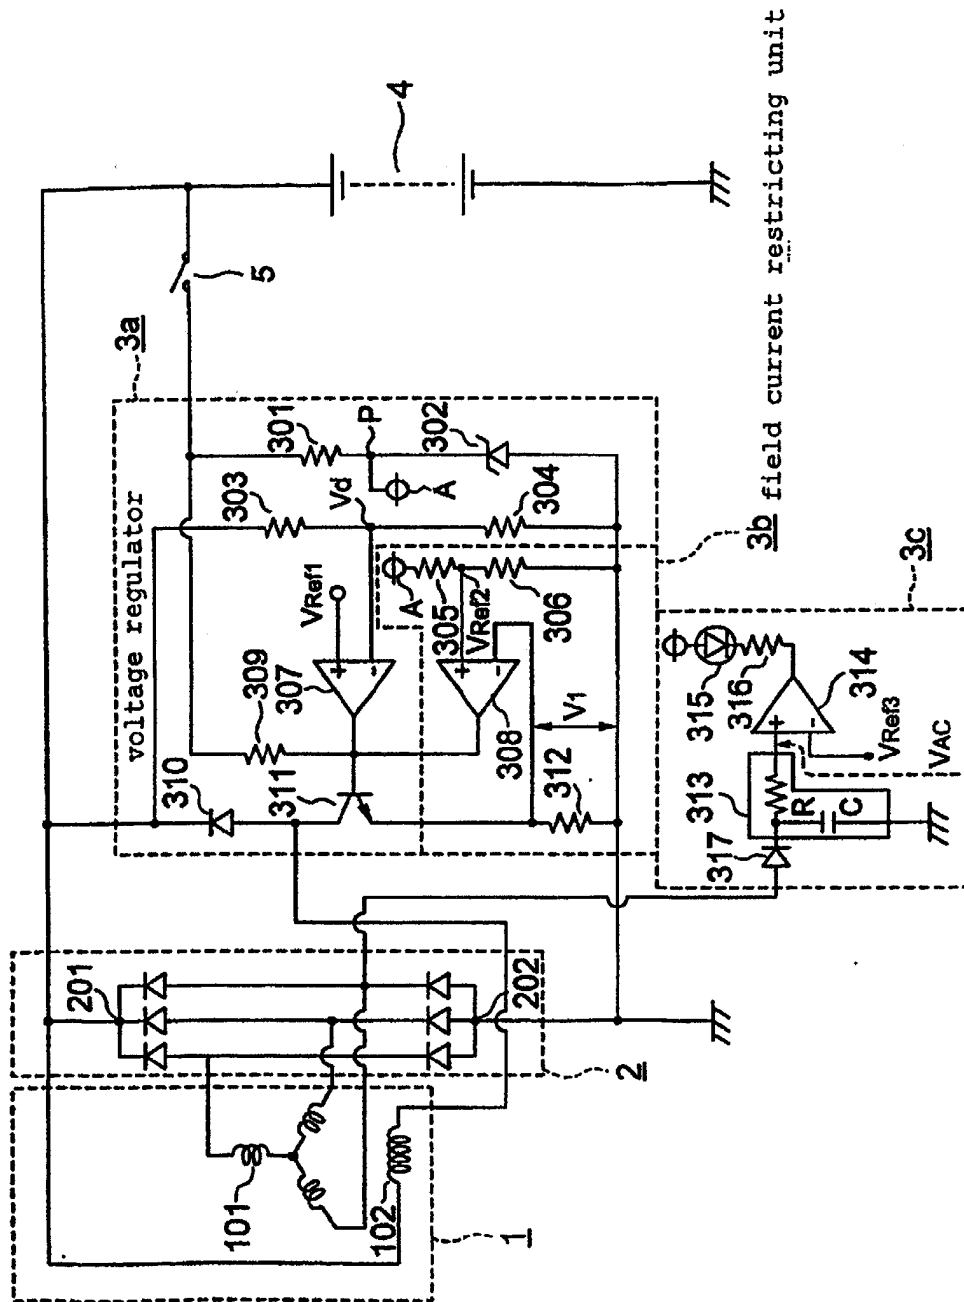 1
101
102
2
201
202
voltage regulator
3a
310
311
309
307
VRef1
303
Vd
301
P
A
302
304
A
305
VRef2
306
308
V1
312
3b field current restricting unit
3c
317
313
R
C
315
316
314
VRef3
VAC
5
4